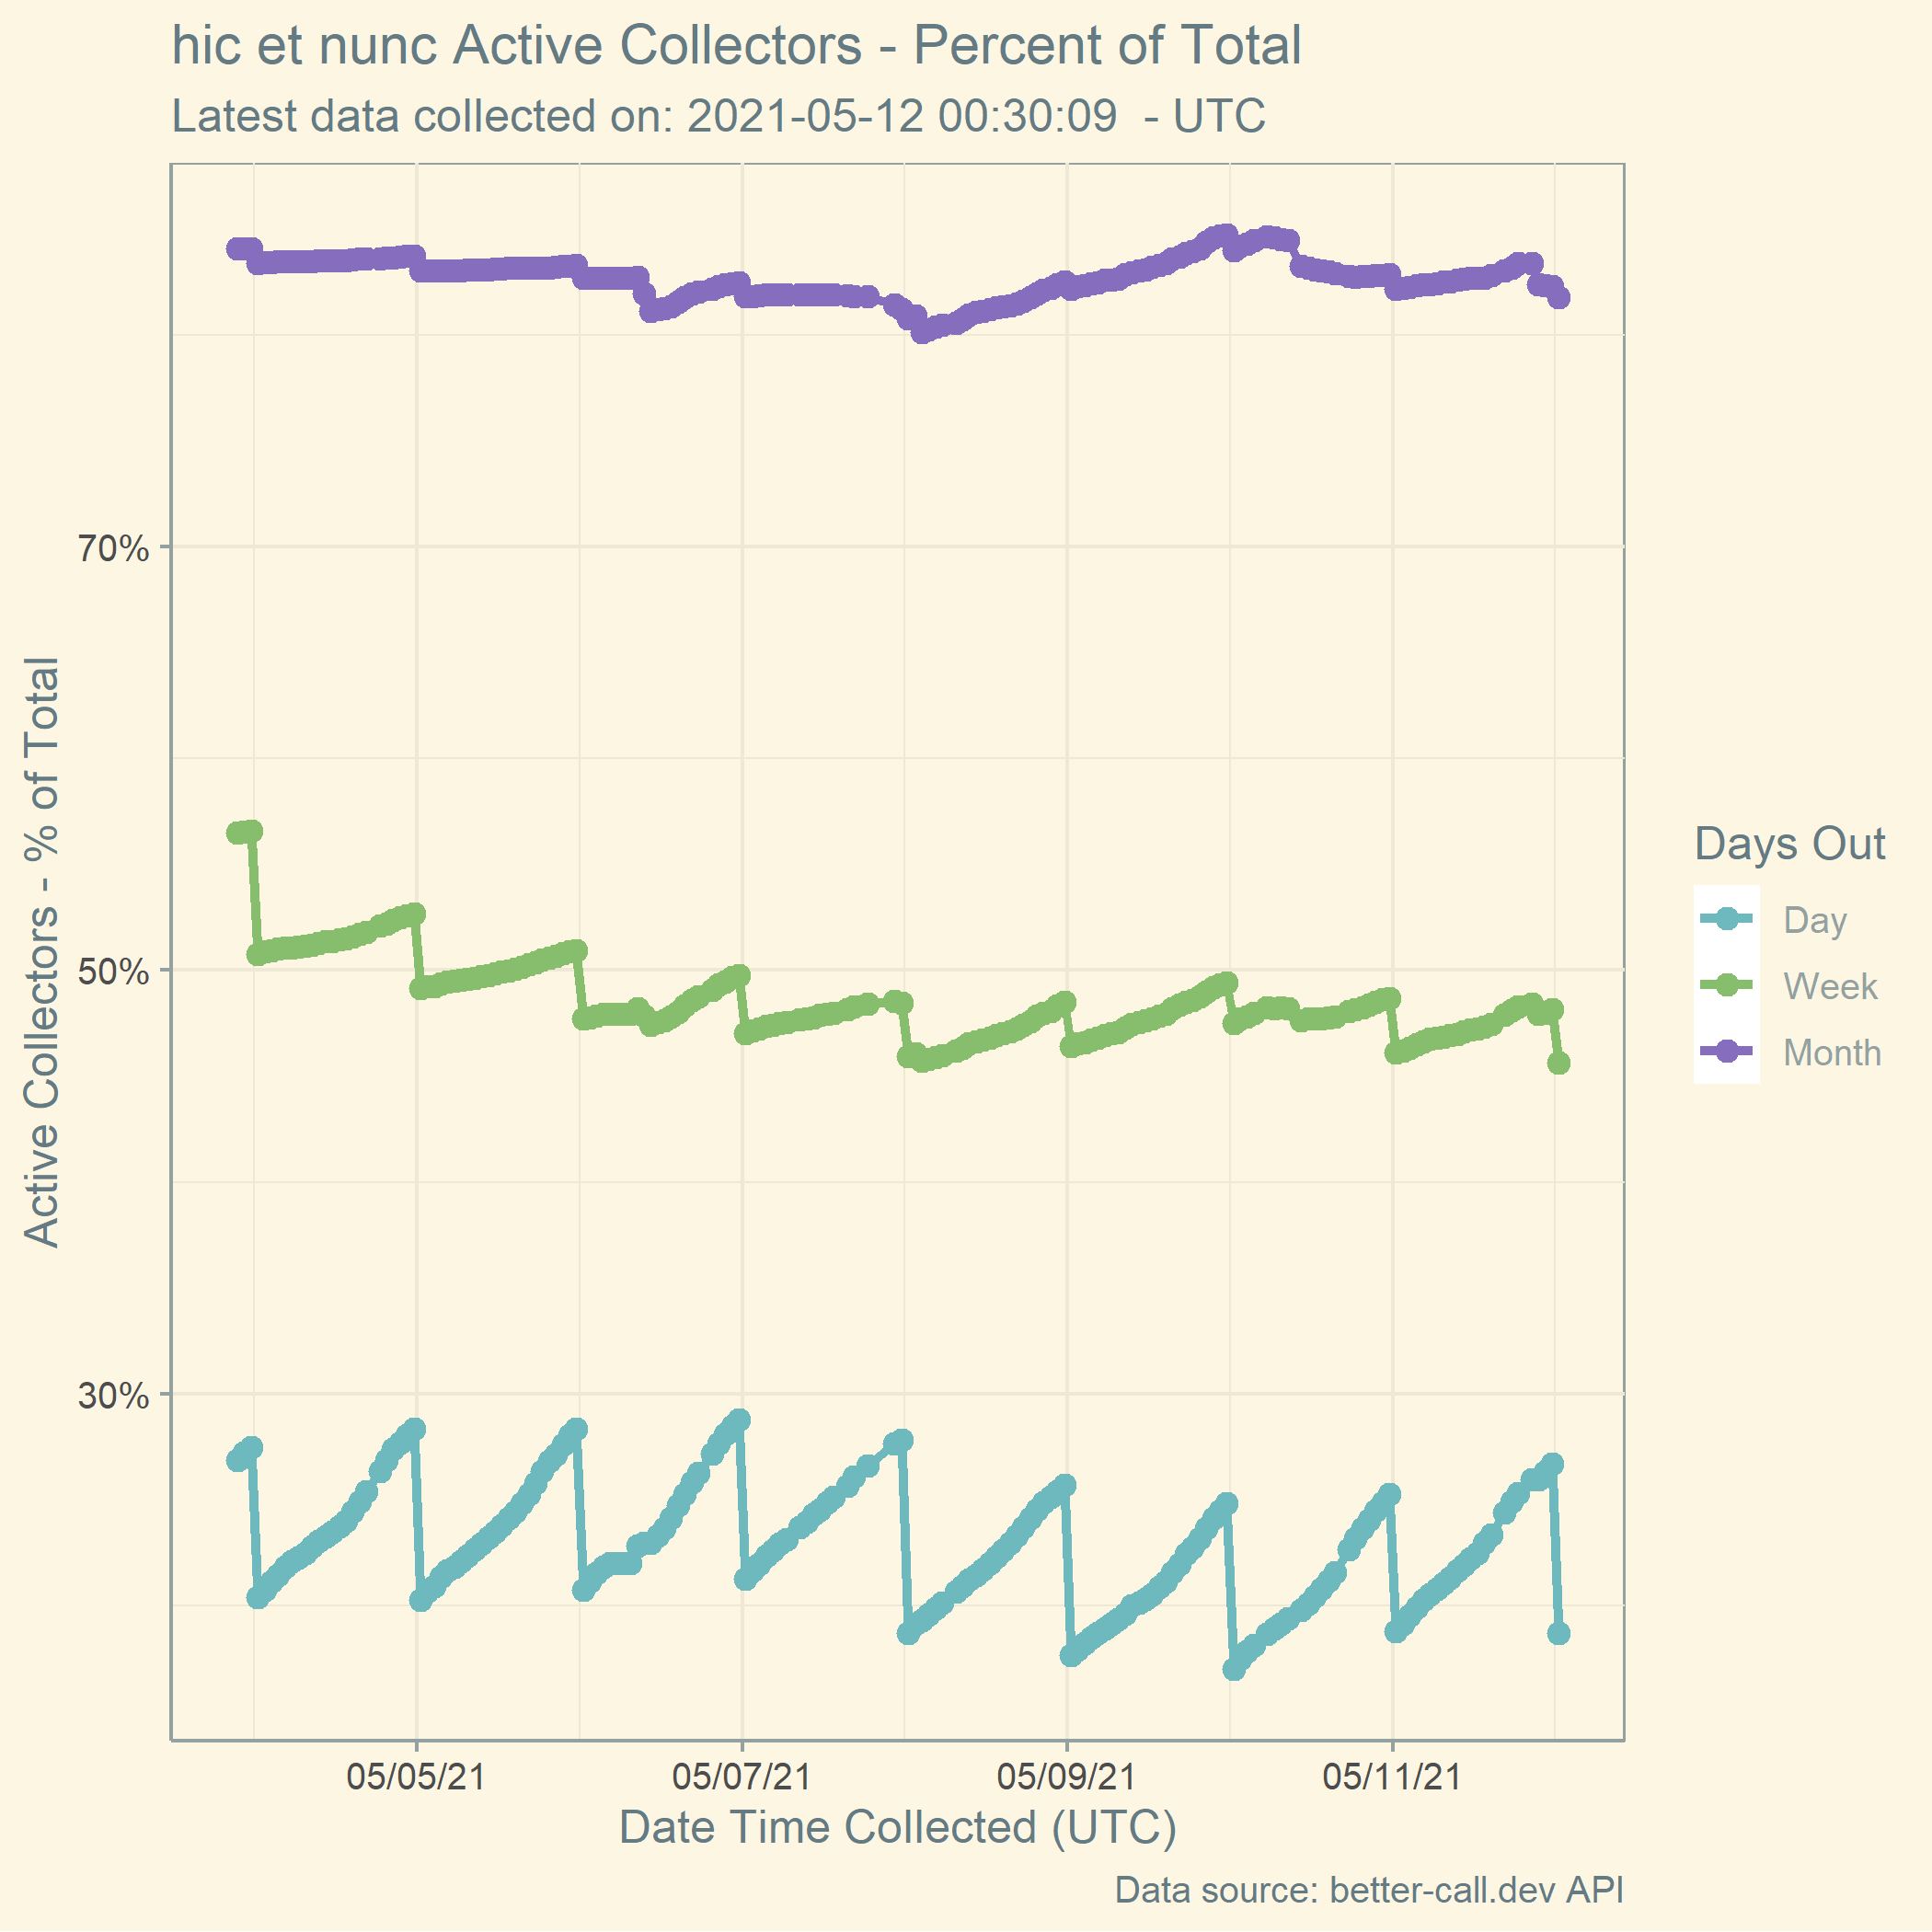 hic et nunc Active Collectors - Percent of Total
Latest data collected on: 2021-05-12 00:30:09  - UTC
Active Collectors - % of Total
70%
50%
30%
05/05/21
05/07/21
05/09/21
05/11/21
Date Time Collected (UTC)
Days Out
Day
Week
Month
Data source: better-call.dev API